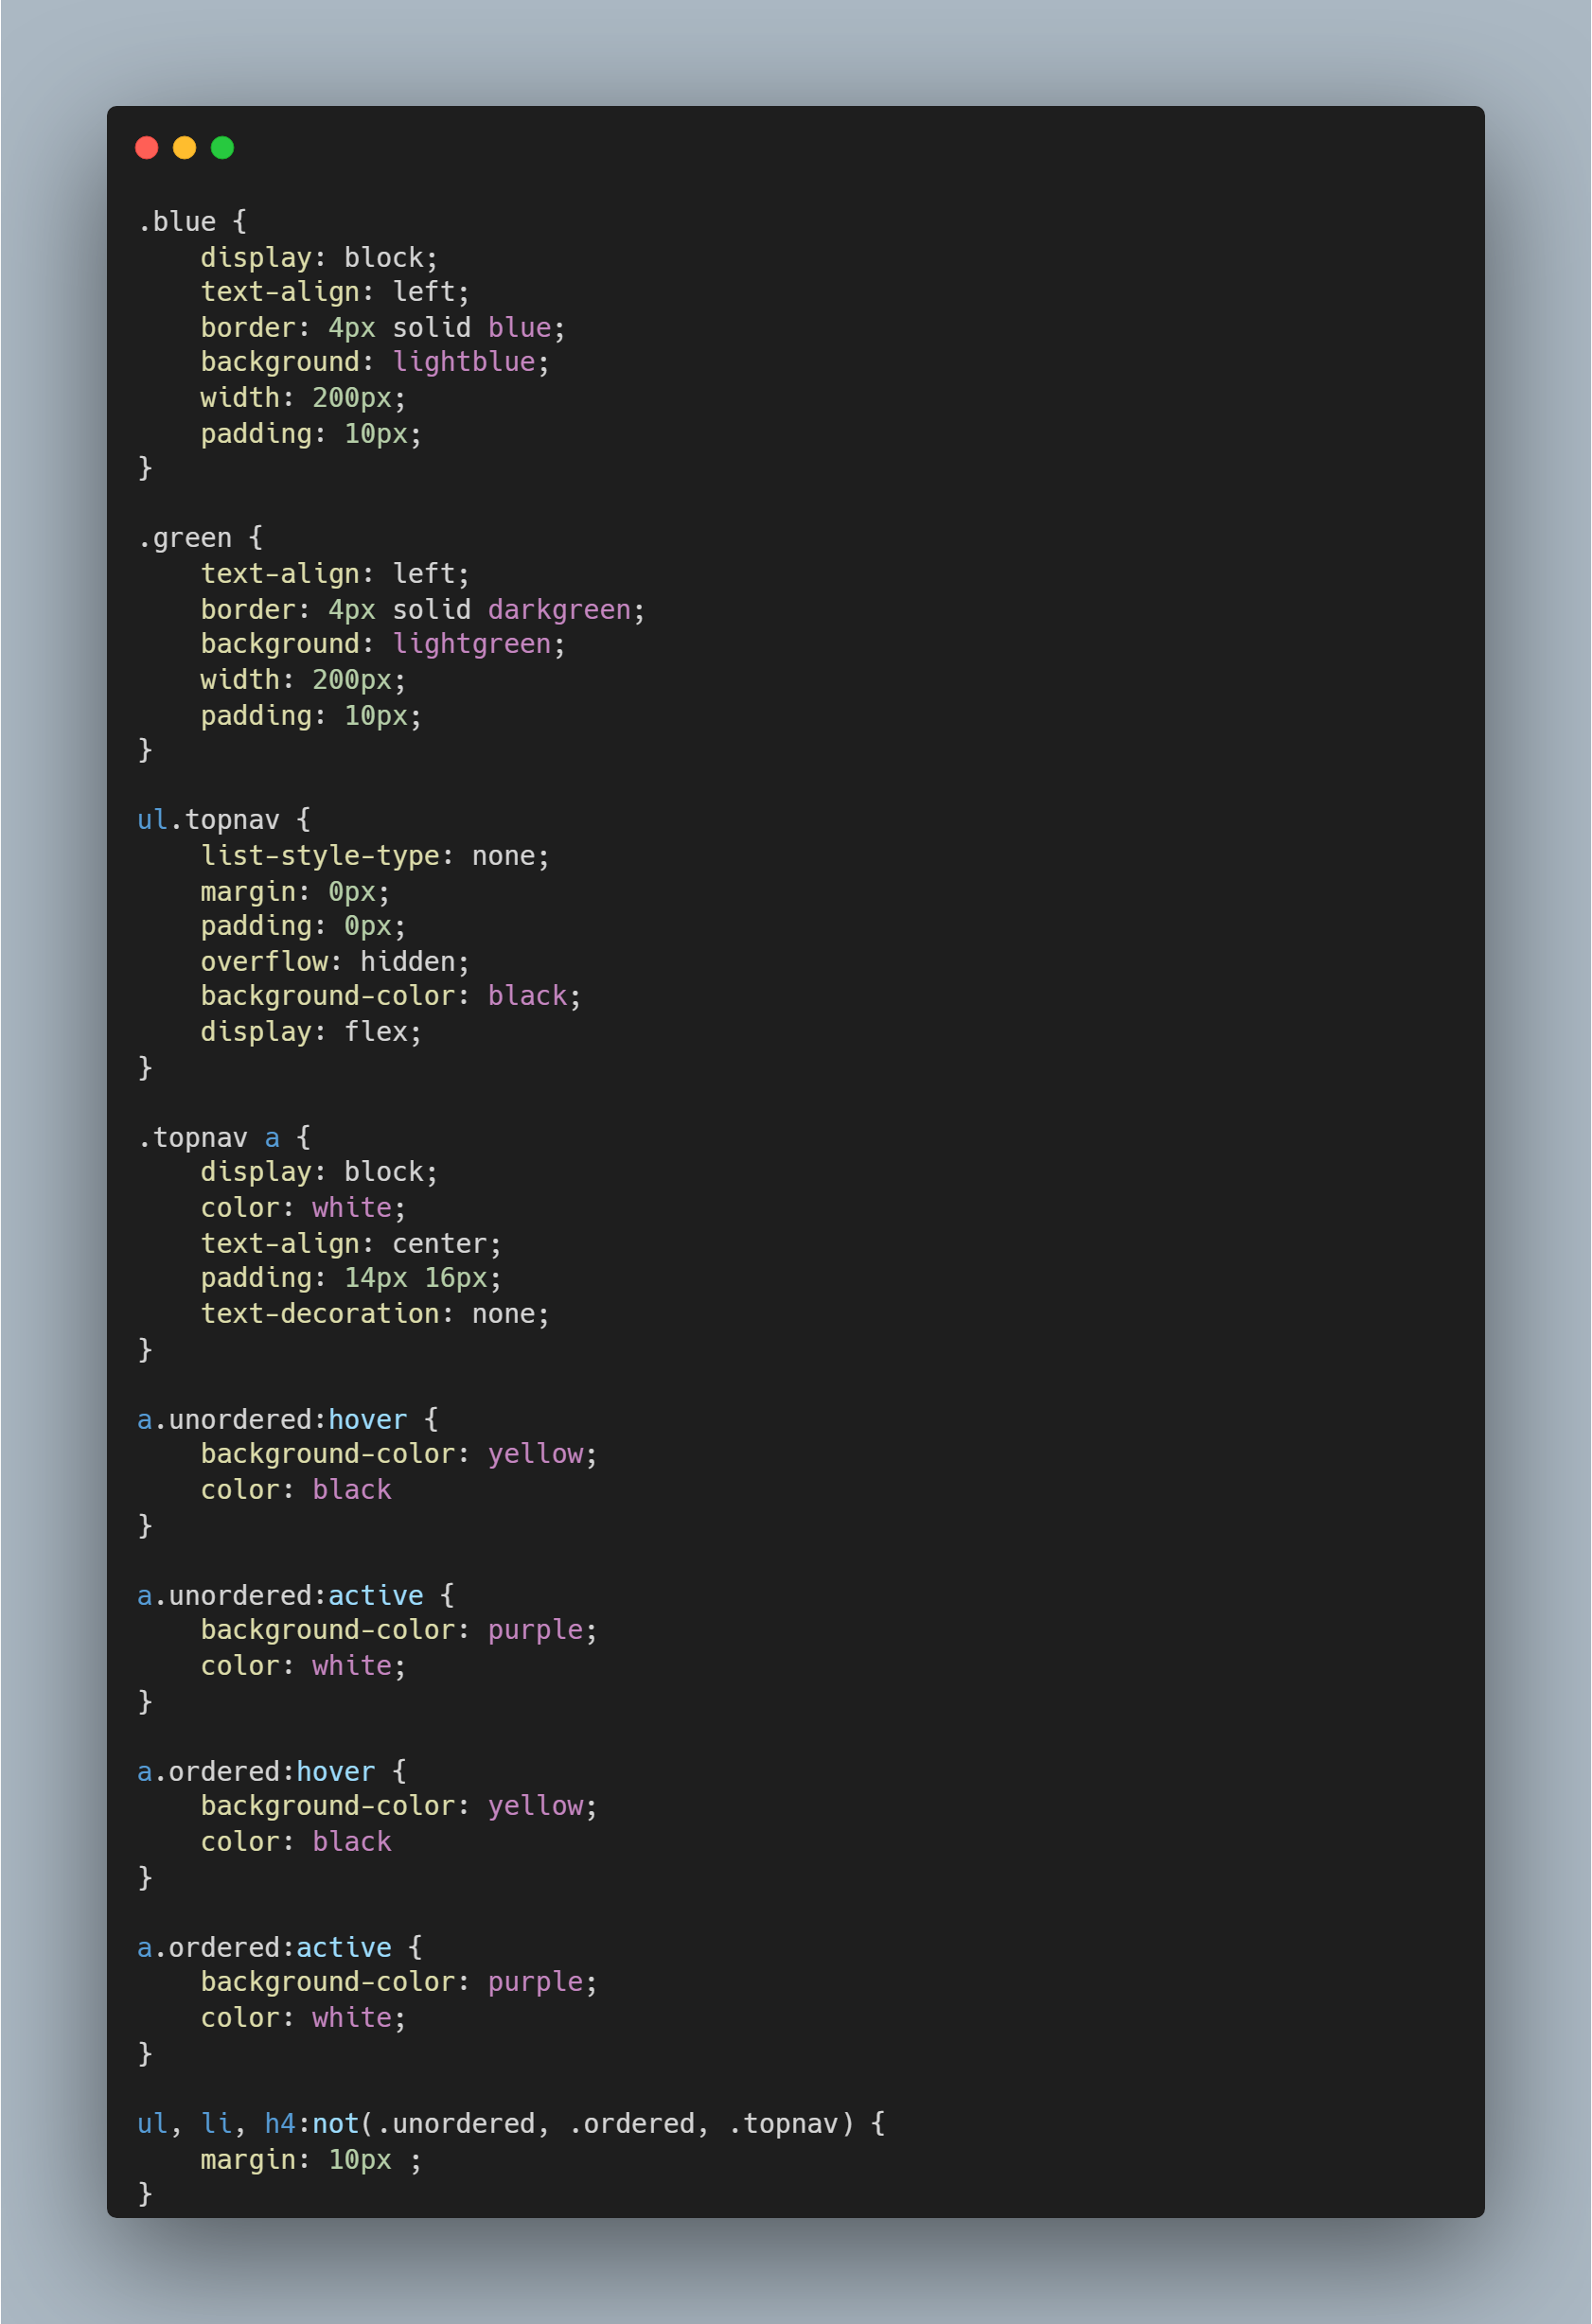 .blue {
    display: block;
    text-align: left;
    border: 4px solid blue;
    background: lightblue;
    width: 200px;
    padding: 10px;
}

.green {
    text-align: left;
    border: 4px solid darkgreen;
    background: lightgreen;
    width: 200px;
    padding: 10px;
}

ul.topnav {
    list-style-type: none;
    margin: 0px;
    padding: 0px;
    overflow: hidden;
    background-color: black;
    display: flex;
}

.topnav a {
    display: block;
    color: white;
    text-align: center;
    padding: 14px 16px;
    text-decoration: none;
}

a.unordered:hover {
    background-color: yellow;
    color: black
}

a.unordered:active {
    background-color: purple;
    color: white;
}

a.ordered:hover {
    background-color: yellow;
    color: black
}

a.ordered:active {
    background-color: purple;
    color: white;
}

ul, li, h4:not(.unordered, .ordered, .topnav) {
    margin: 10px ;
}